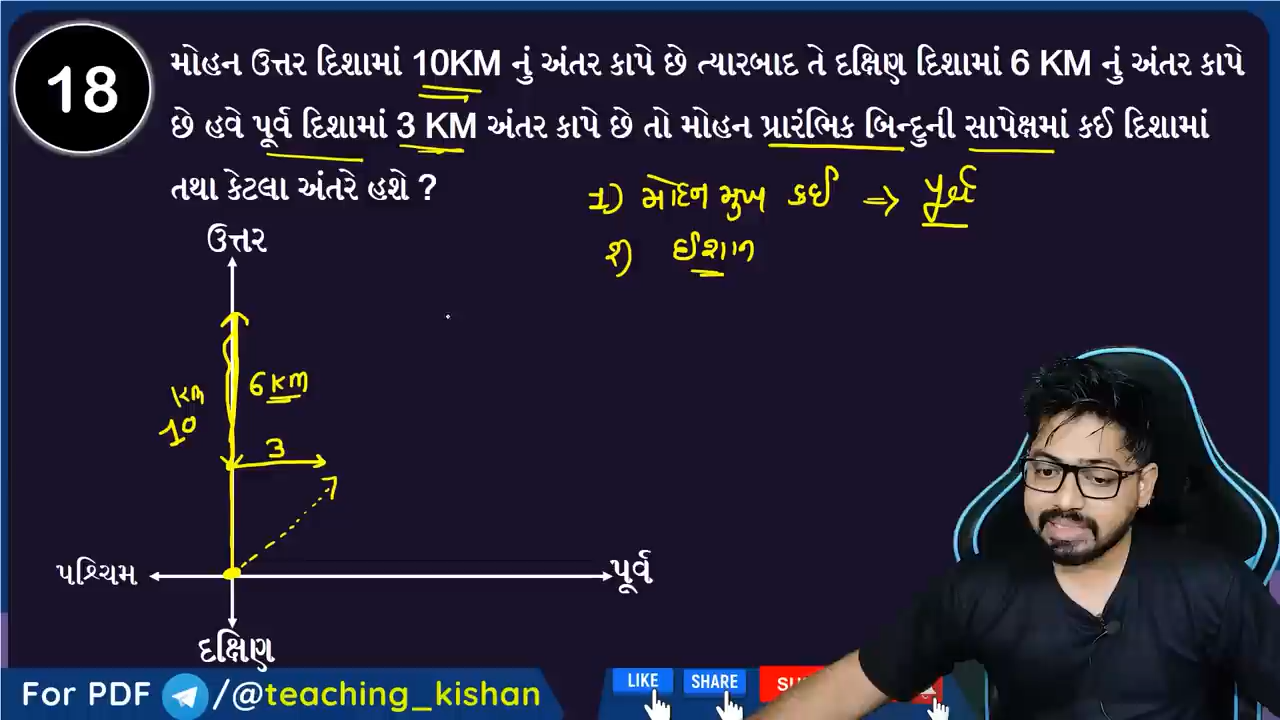 18
મોહન ઉત્તર દિશામાં 10KM નું અંતર કાપે છે ત્યારબાદ તે દક્ષિણ દિશામાં 6 KM નું અંતર કાપે
છે હવે પૂર્વ દિશામાં 3 KM અંતર કાપે છે તો મોહન પ્રારંભિક બિન્દુની સાપેક્ષમાં કઈ દિશામાં
તથા કેટલા અંતરે હશે ?
૧) મોહન મુખ કઈ ⇒ પૂર્વ
૨) ઈશાન
ઉત્તર
6 km
km
10
3
પશ્ચિમ
પૂર્વ
દક્ષિણ
For PDF /@teaching_kishan
LIKE
SHARE